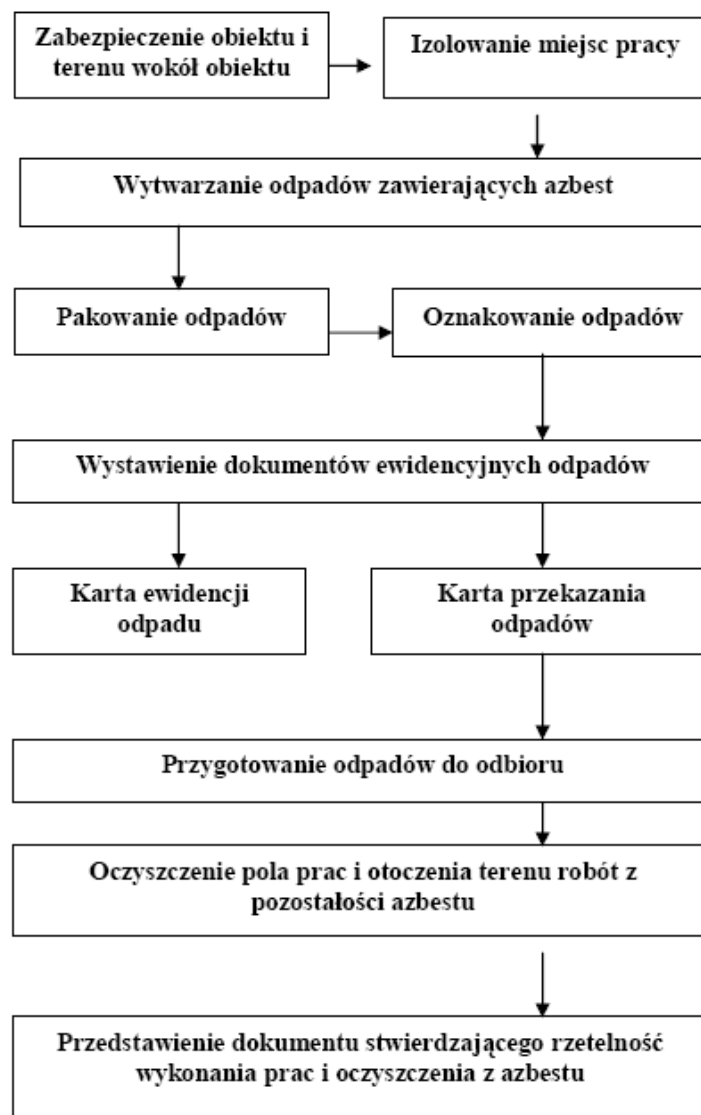 Zabezpieczenie obiektu i
terenu wokół obiektu
Izolowanie miejsc pracy
Wytwarzanie odpadów zawierających azbest
Pakowanie odpadów
Oznakowanie odpadów
Wystawienie dokumentów ewidencyjnych odpadów
Karta ewidencji
odpadu
Karta przekazania
odpadów
Przygotowanie odpadów do odbioru
Oczyszczenie pola prac i otoczenia terenu robót z
pozostałości azbestu
Przedstawienie dokumentu stwierdzającego rzetelność
wykonania prac i oczyszczenia z azbestu